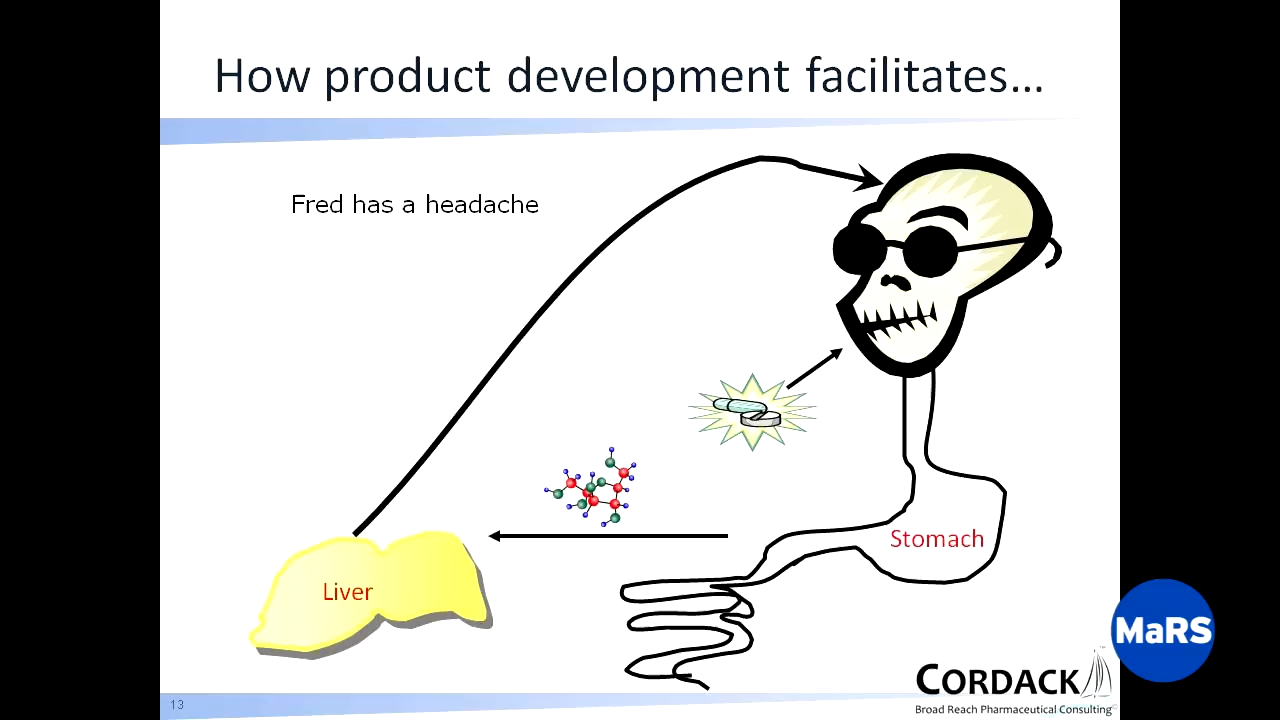 How product development facilitates...
Fred has a headache
Stomach
Liver
MaRS
CORDACK
Broad Reach Pharmaceutical Consulting©
13